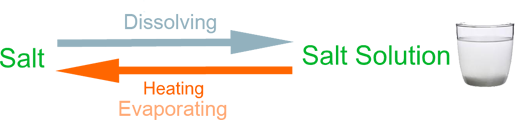 Dissolving
Salt
Salt Solution
Heating
Evaporating